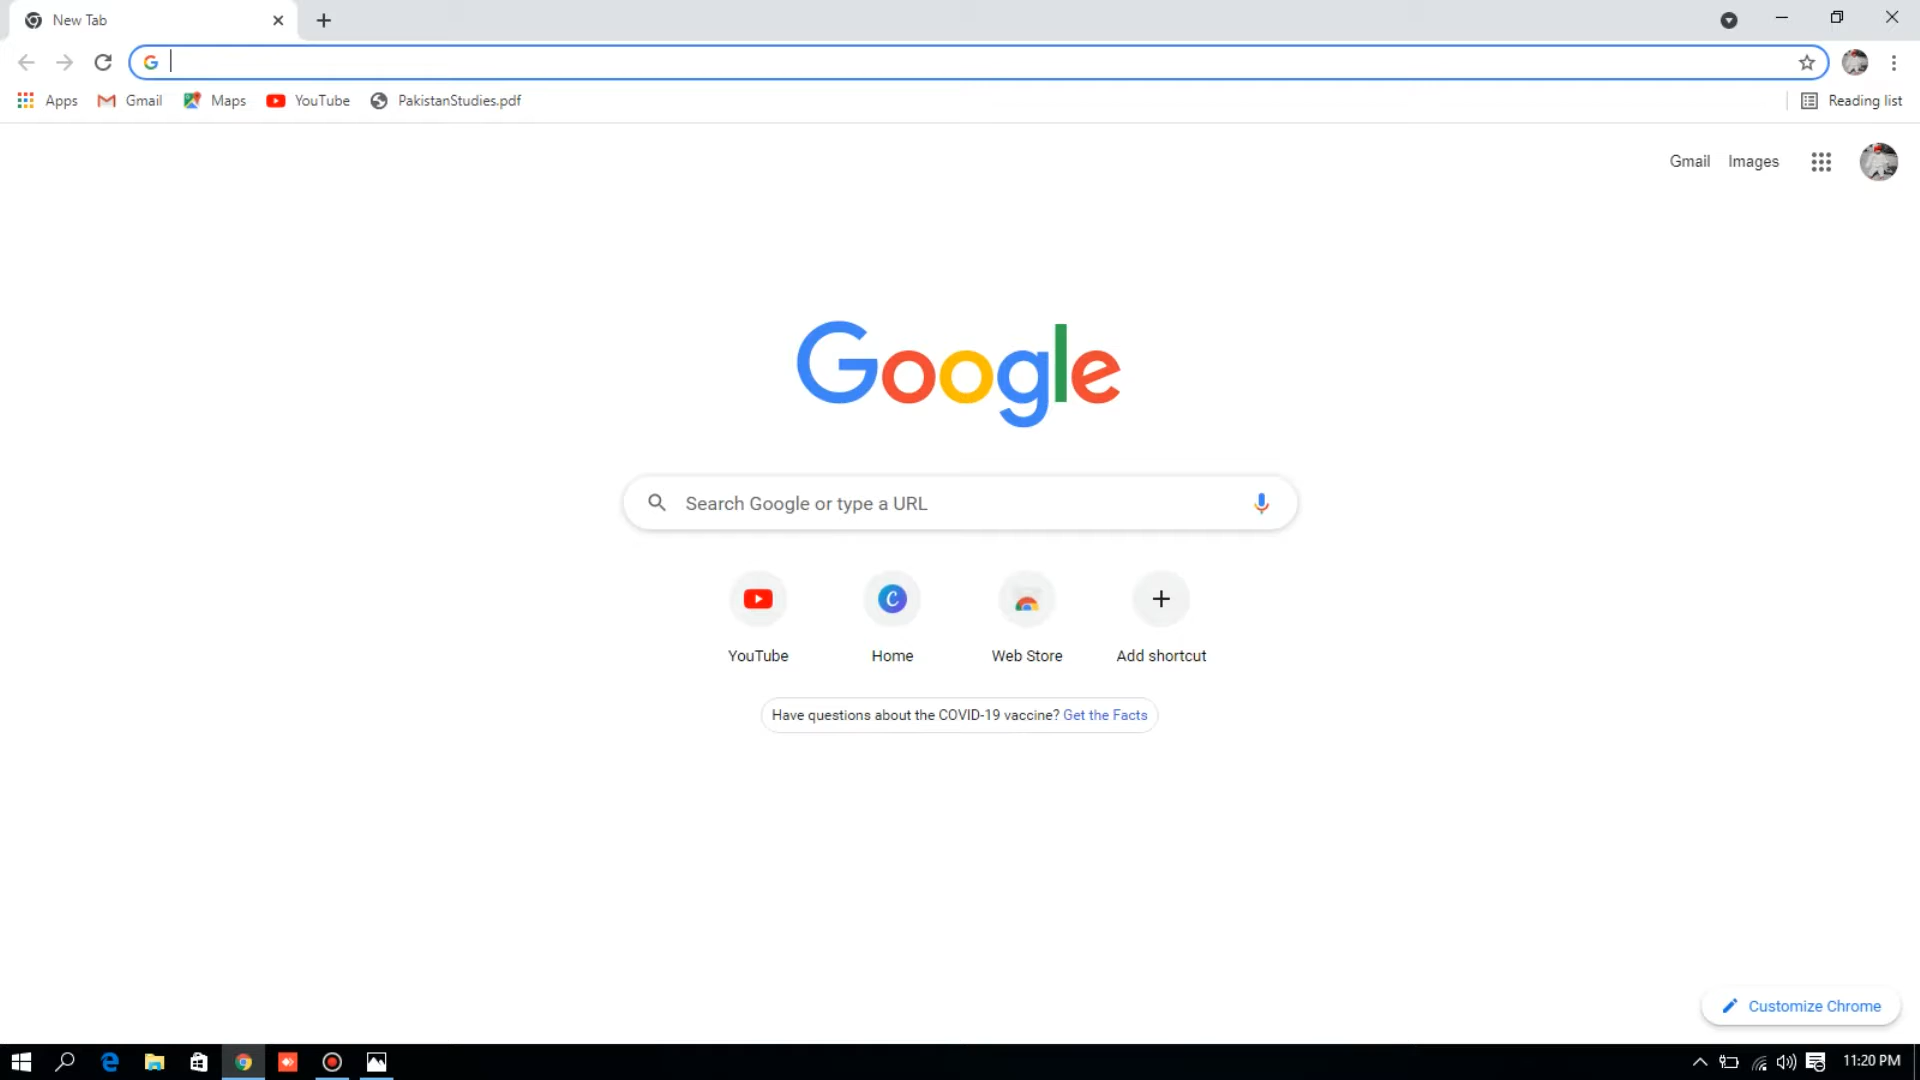 New Tab
Apps Gmail Maps YouTube PakistanStudies.pdf Reading list
Gmail Images
Google
Search Google or type a URL
YouTube Home Web Store Add shortcut
Have questions about the COVID-19 vaccine? Get the Facts
Customize Chrome
11:20 PM